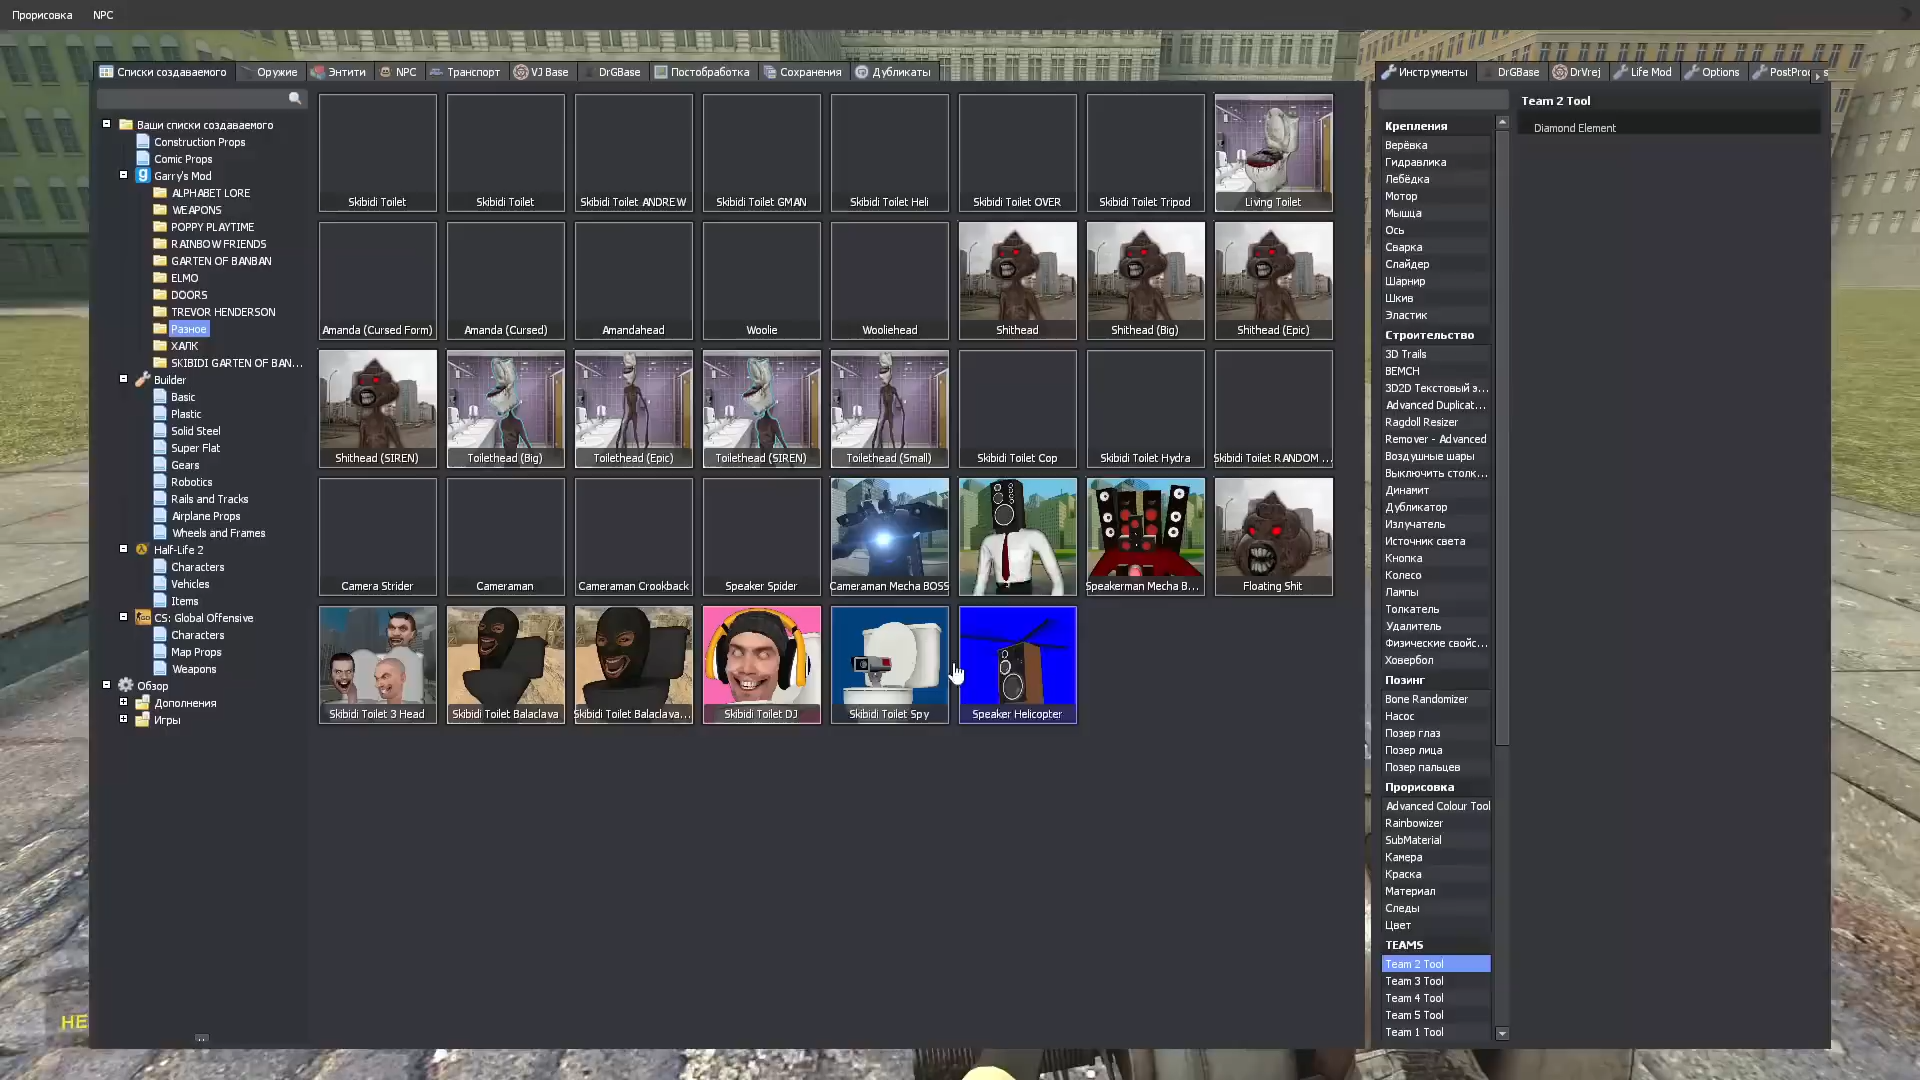 Прорисовка NPC
Списки создаваемого Оружие Энтити NPC Транспорт VJ Base DrGBase Постобработка Сохранения Дубликаты
Ваши списки создаваемого
Construction Props
Comic Props
Garry's Mod
ALPHABET LORE
WEAPONS
POPPY PLAYTIME
RAINBOW FRIENDS
GARTEN OF BANBAN
ELMO
DOORS
TREVOR HENDERSON
Разное
ХАЛК
SKIBIDI GARTEN OF BAN...
Builder
Basic
Plastic
Solid Steel
Super Flat
Gears
Robotics
Rails and Tracks
Airplane Props
Wheels and Frames
Half-Life 2
Characters
Vehicles
Items
CS: Global Offensive
Characters
Map Props
Weapons
Обзор
Дополнения
Игры
HE
Skibidi Toilet Skibidi Toilet Skibidi Toilet ANDREW Skibidi Toilet GMAN Skibidi Toilet Heli Skibidi Toilet OVER Skibidi Toilet Tripod Living Toilet
Amanda (Cursed Form) Amanda (Cursed) Amandahead Woolie Wooliehead Shithead Shithead (Big) Shithead (Epic)
Shithead (SIREN) Toilethead (Big) Toilethead (Epic) Toilethead (SIREN) Toilethead (Small) Skibidi Toilet Cop Skibidi Toilet Hydra Skibidi Toilet RANDOM ...
Camera Strider Cameraman Cameraman Crookback Speaker Spider Cameraman Mecha BOSS Speakerman Mecha B... Floating Shit
Skibidi Toilet 3 Head Skibidi Toilet Balaclava Skibidi Toilet Balaclava... Skibidi Toilet DJ Skibidi Toilet Spy Speaker Helicopter
Инструменты DrGBase DrVrej Life Mod Options PostProc
Крепления
Верёвка
Гидравлика
Лебёдка
Мотор
Мышца
Ось
Сварка
Слайдер
Шарнир
Шкив
Эластик
Строительство
3D Trails
BEMCH
3D2D Текстовый э...
Advanced Duplicat...
Ragdoll Resizer
Remover - Advanced
Воздушные шары
Выключить столк...
Динамит
Дубликатор
Излучатель
Источник света
Кнопка
Колесо
Лампы
Толкатель
Удалитель
Физические свойс...
Ховербол
Позинг
Bone Randomizer
Насос
Позер глаз
Позер лица
Позер пальцев
Прорисовка
Advanced Colour Tool
Rainbowizer
SubMaterial
Камера
Краска
Материал
Следы
Цвет
TEAMS
Team 2 Tool
Team 3 Tool
Team 4 Tool
Team 5 Tool
Team 1 Tool
Team 2 Tool
Diamond Element